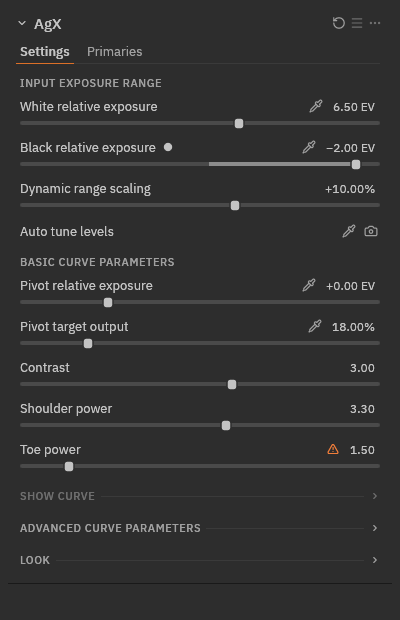 AgX
Settings Primaries
INPUT EXPOSURE RANGE
White relative exposure 6.50 EV
Black relative exposure −2.00 EV
Dynamic range scaling +10.00%
Auto tune levels
BASIC CURVE PARAMETERS
Pivot relative exposure +0.00 EV
Pivot target output 18.00%
Contrast 3.00
Shoulder power 3.30
Toe power 1.50
SHOW CURVE
ADVANCED CURVE PARAMETERS
LOOK